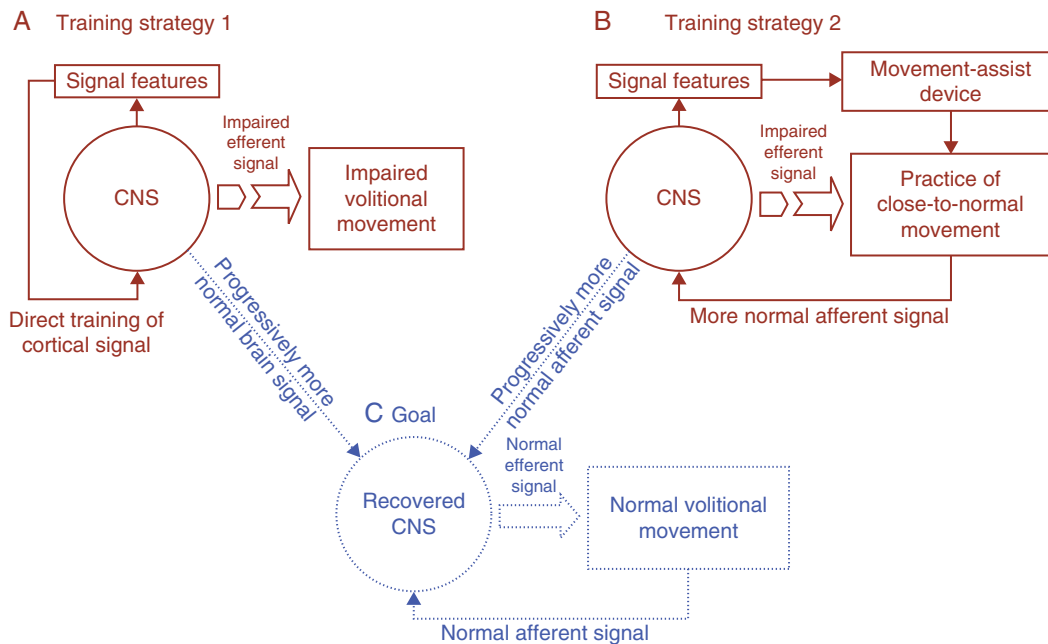 A Training strategy 1
Signal features
CNS
Impaired
efferent
signal
Impaired
volitional
movement
Direct training of
cortical signal
Progressively more
normal brain signal
B Training strategy 2
Signal features
Movement-assist
device
CNS
Impaired
efferent
signal
Practice of
close-to-normal
movement
More normal afferent signal
Progressively more
normal afferent signal
C Goal
Recovered
CNS
Normal
efferent
signal
Normal volitional
movement
Normal afferent signal